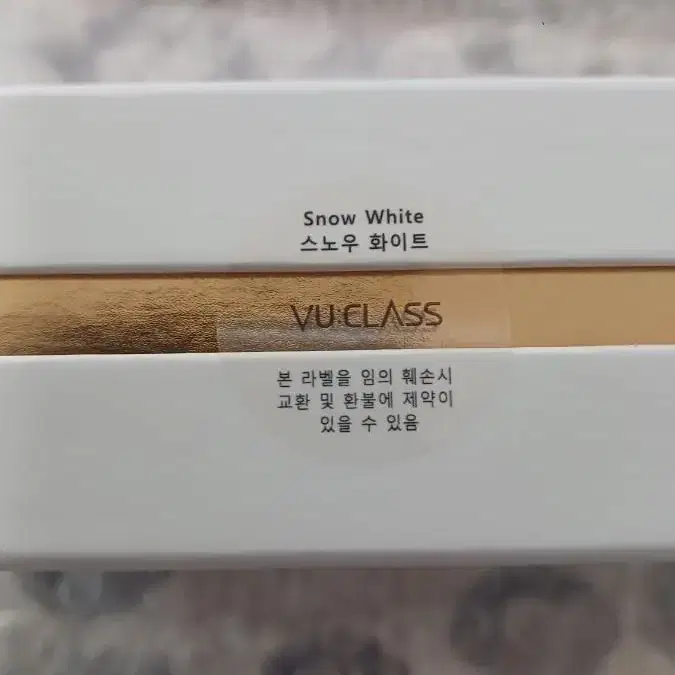 Snow White
스노우 화이트
VU:CLASS
본 라벨을 임의 훼손시
교환 및 환불에 제약이
있을 수 있음